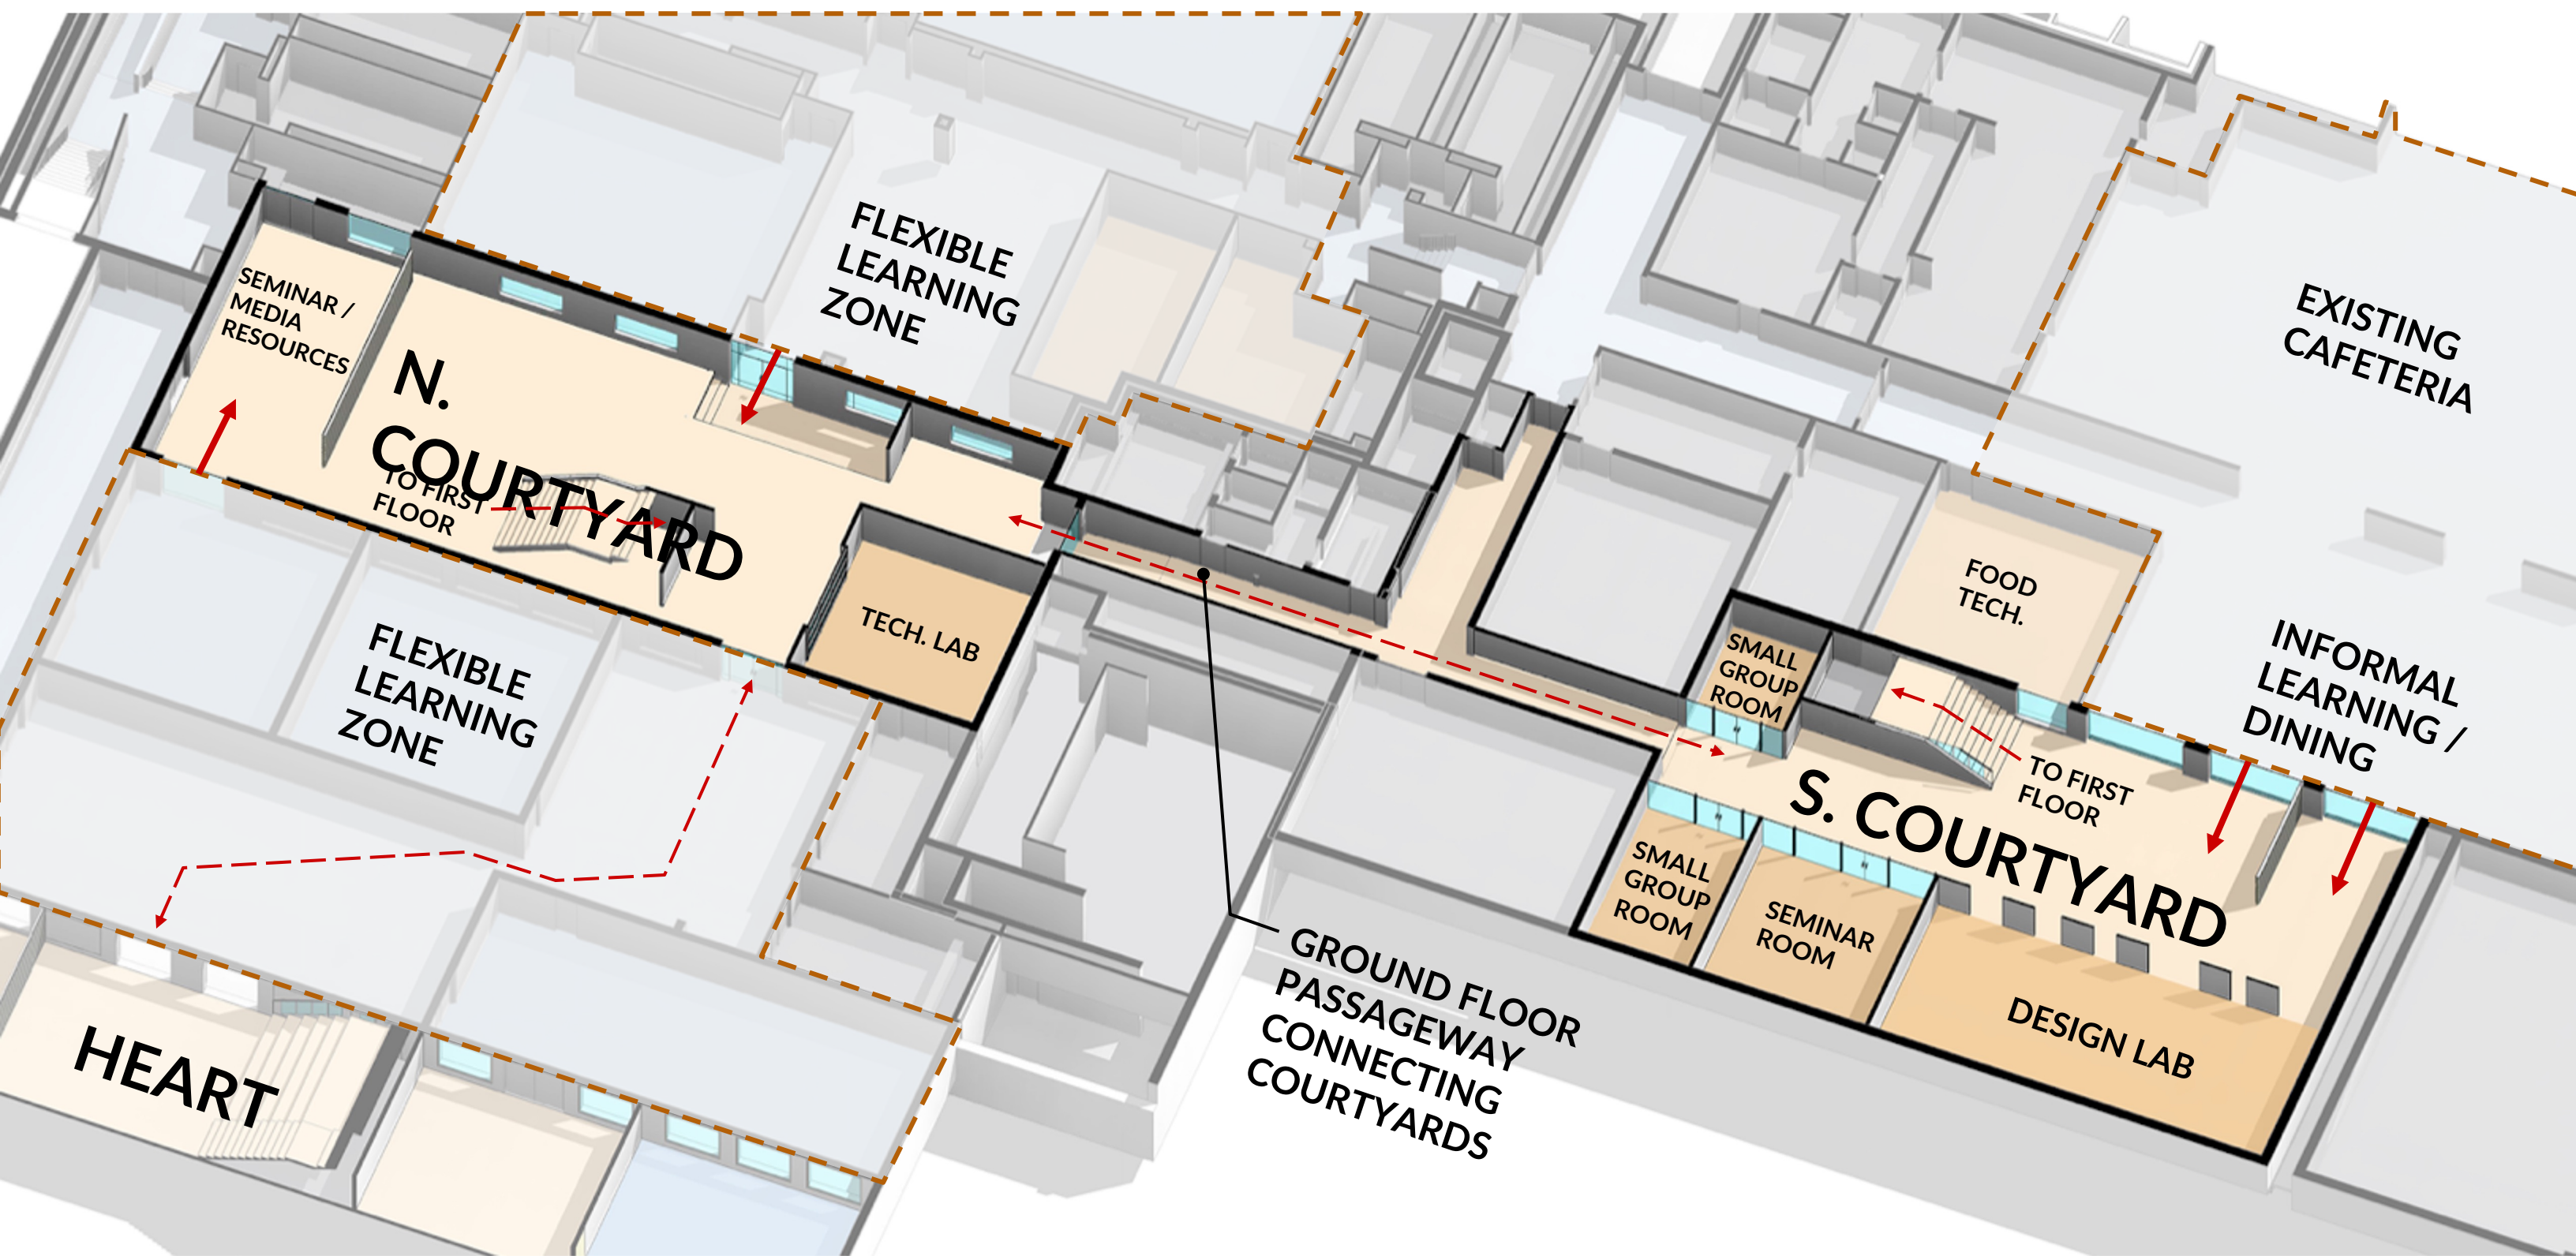 FLEXIBLE
LEARNING
ZONE
EXISTING
CAFETERIA
SEMINAR /
MEDIA
RESOURCES
N.
COURTYARD
TO FIRST
FLOOR
TECH. LAB
FOOD
TECH.
SMALL
GROUP
ROOM
INFORMAL
LEARNING /
DINING
FLEXIBLE
LEARNING
ZONE
TO FIRST
FLOOR
S. COURTYARD
SMALL
GROUP
ROOM
SEMINAR
ROOM
DESIGN LAB
GROUND FLOOR
PASSAGEWAY
CONNECTING
COURTYARDS
HEART